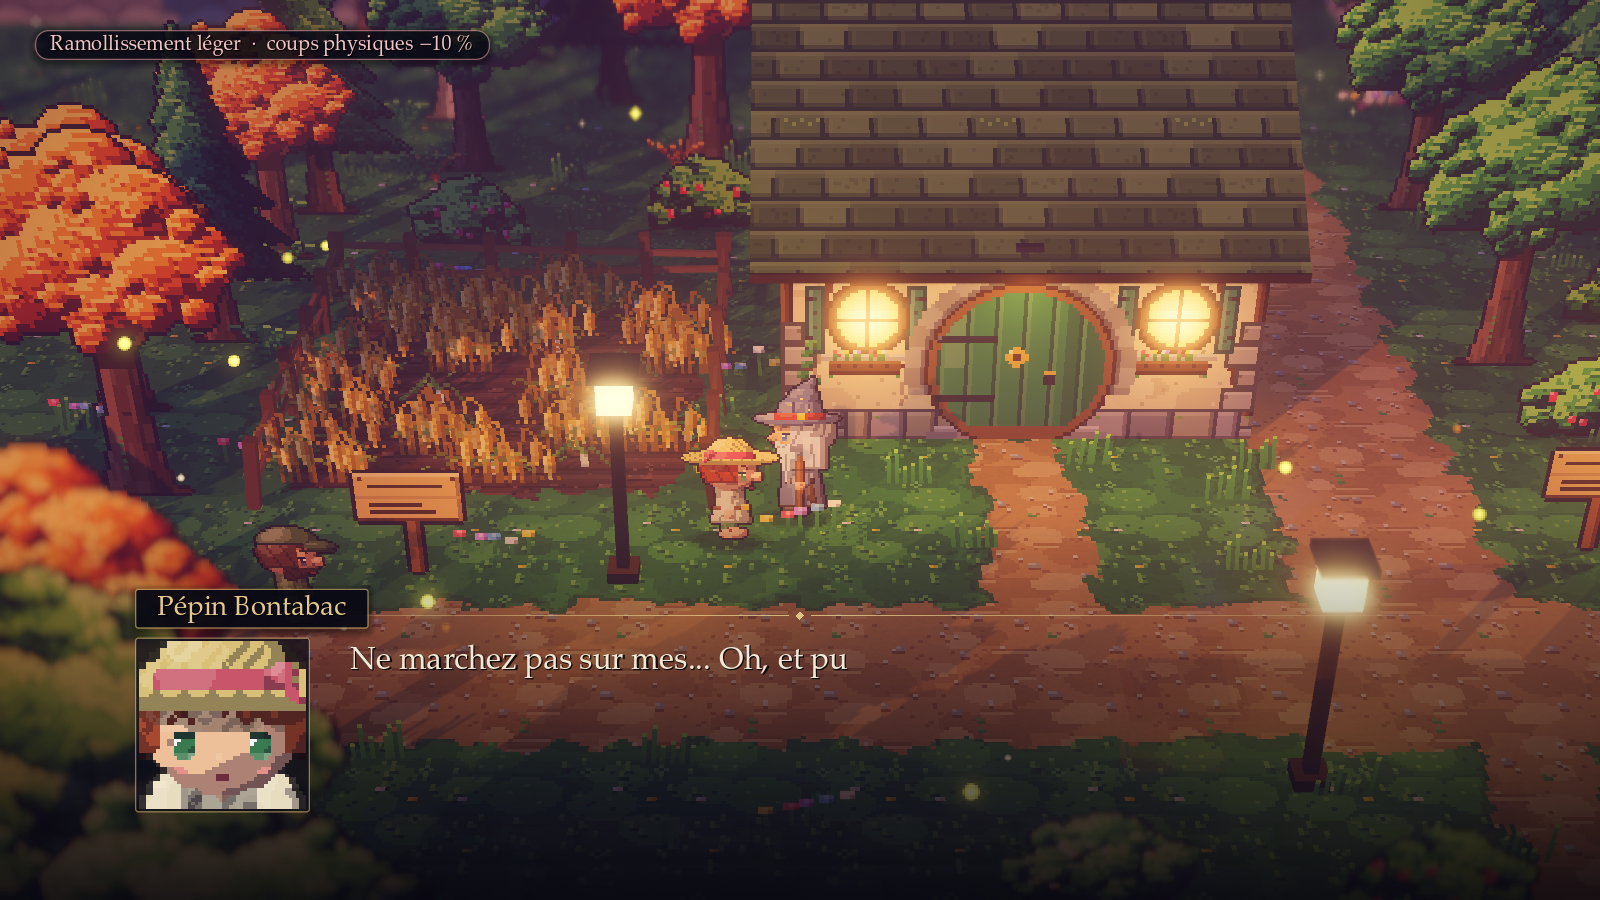 Ramollissement léger · coups physiques −10 %
Pépin Bontabac
Ne marchez pas sur mes... Oh, et pu